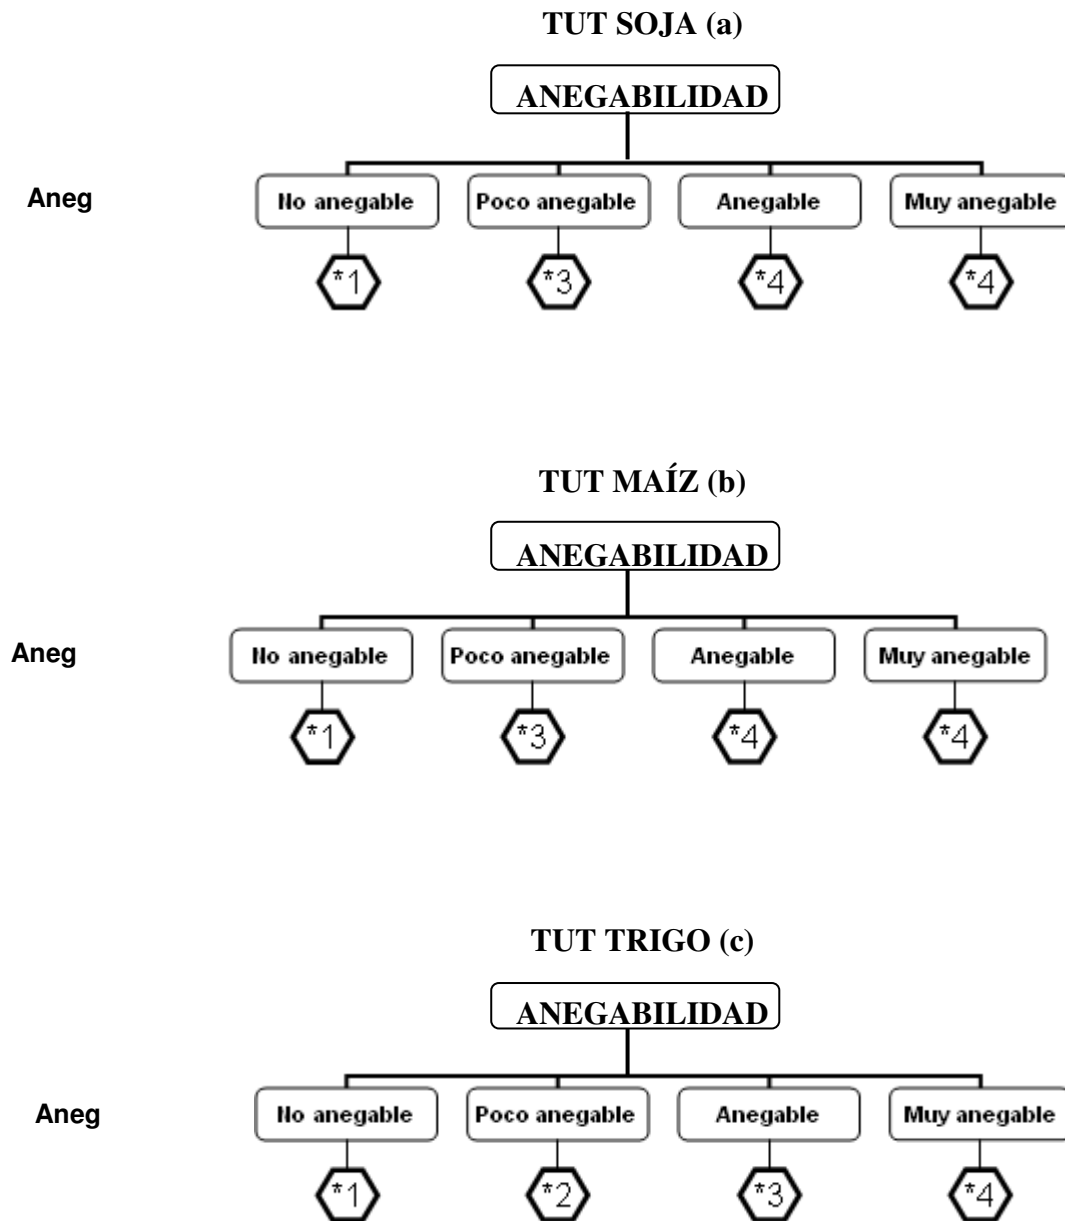 TUT SOJA (a)
ANEGABILIDAD
Aneg
No anegable Poco anegable Anegable Muy anegable
*1 *3 *4 *4
TUT MAÍZ (b)
ANEGABILIDAD
Aneg
No anegable Poco anegable Anegable Muy anegable
*1 *3 *4 *4
TUT TRIGO (c)
ANEGABILIDAD
Aneg
No anegable Poco anegable Anegable Muy anegable
*1 *2 *3 *4